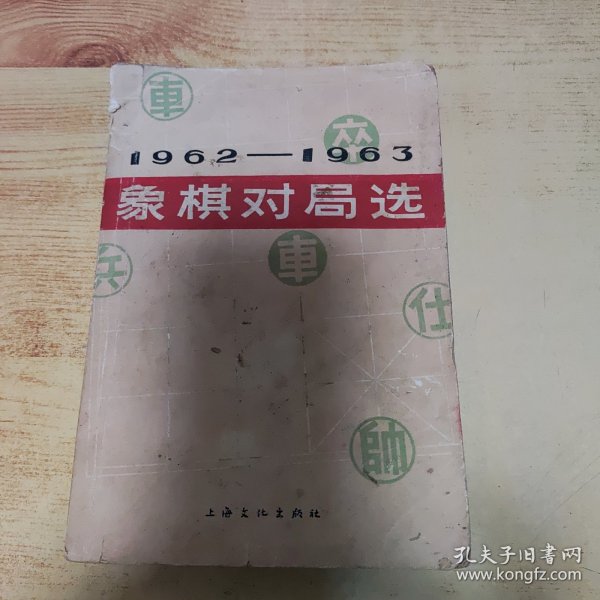 車
卒
1962—1963
象棋对局选
兵
車
仕
帥
上海文化出版社
孔夫子旧书网
www.kongfz.com